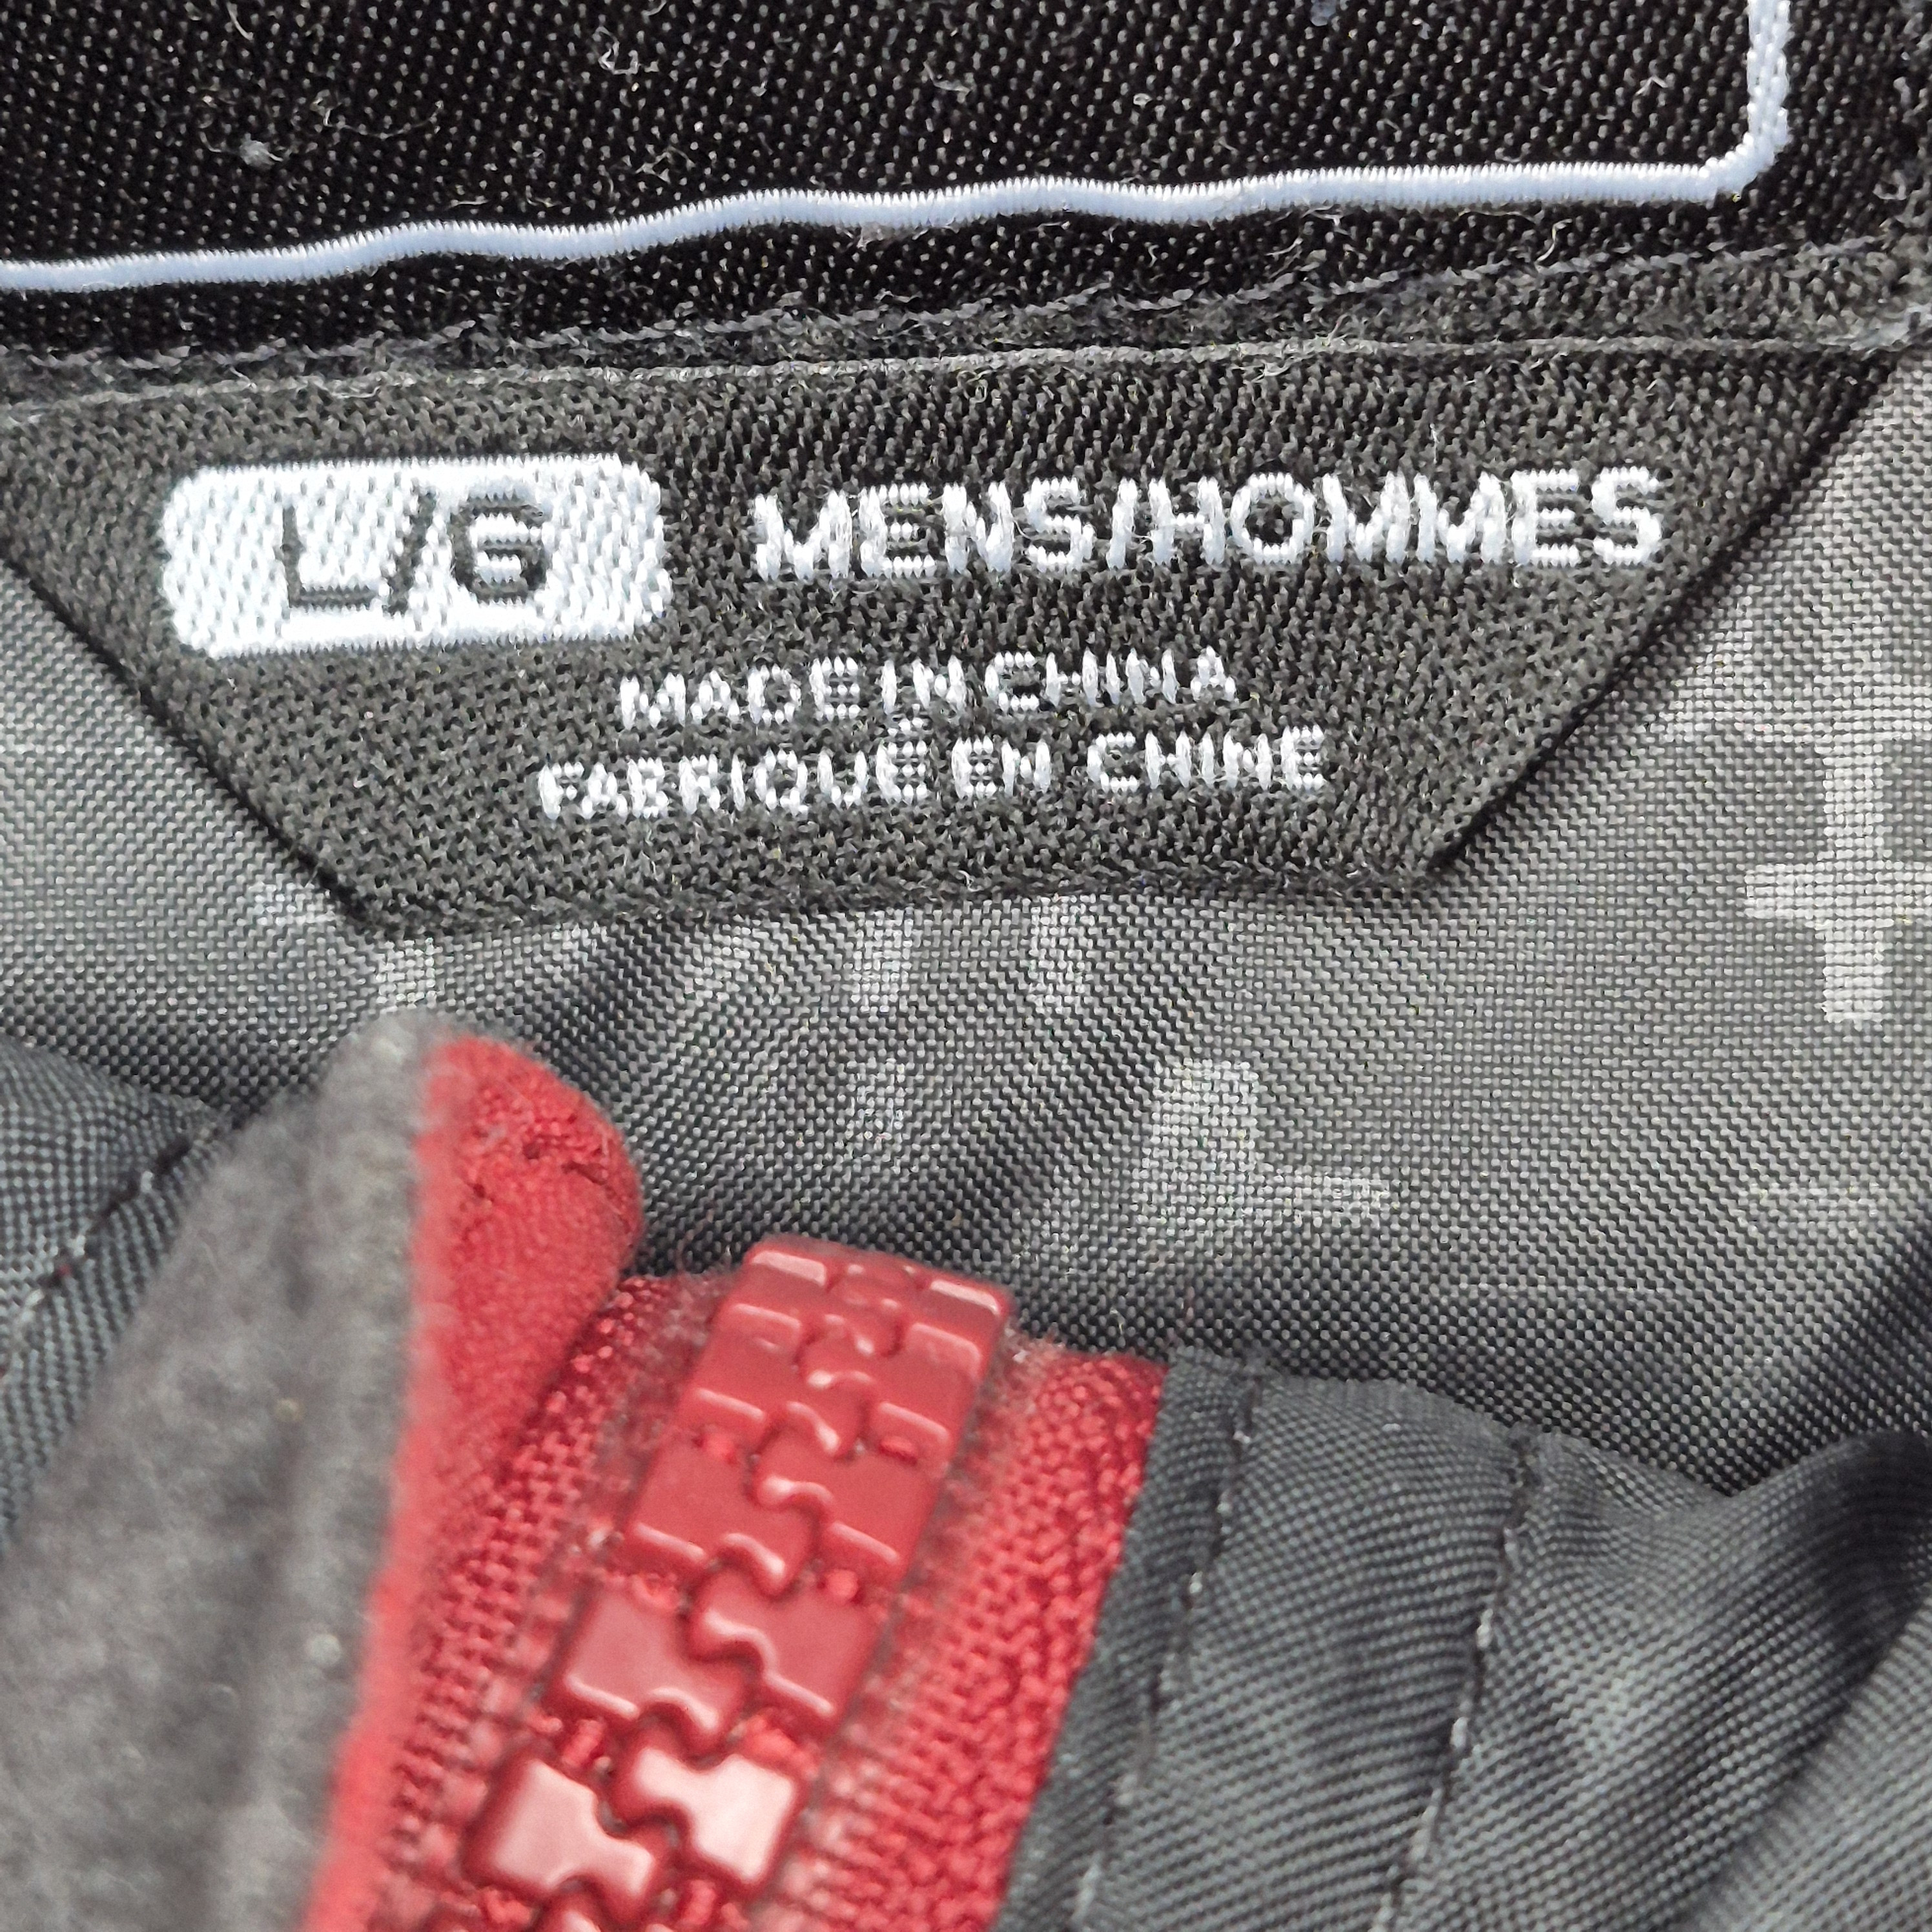 L/G MENS/HOMMES
MADE IN CHINA
FABRIQUÉ EN CHINE